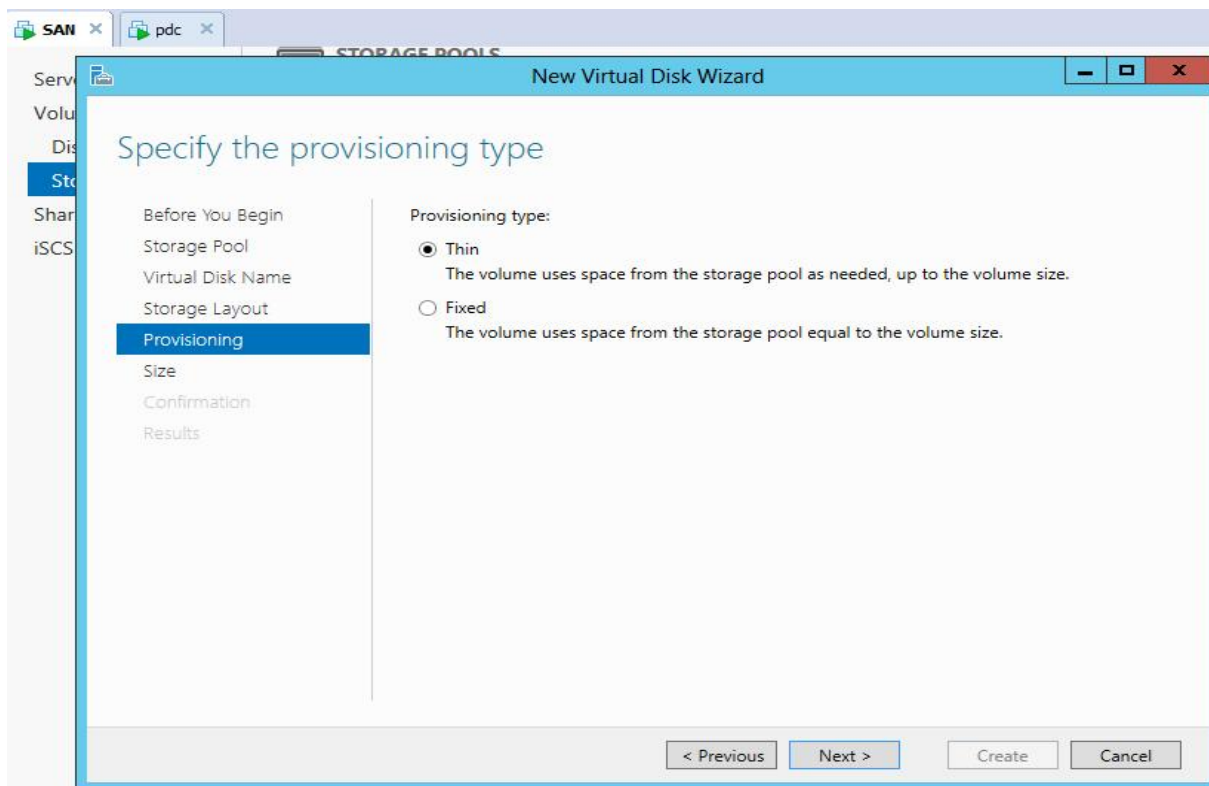 SAN
pdc
STORAGE POOLS
Serv
New Virtual Disk Wizard
Volu
Dis
Sto
Shar
iSCS
Specify the provisioning type
Before You Begin
Storage Pool
Virtual Disk Name
Storage Layout
Provisioning
Size
Confirmation
Results
Provisioning type:
Thin
The volume uses space from the storage pool as needed, up to the volume size.
Fixed
The volume uses space from the storage pool equal to the volume size.
< Previous
Next >
Create
Cancel